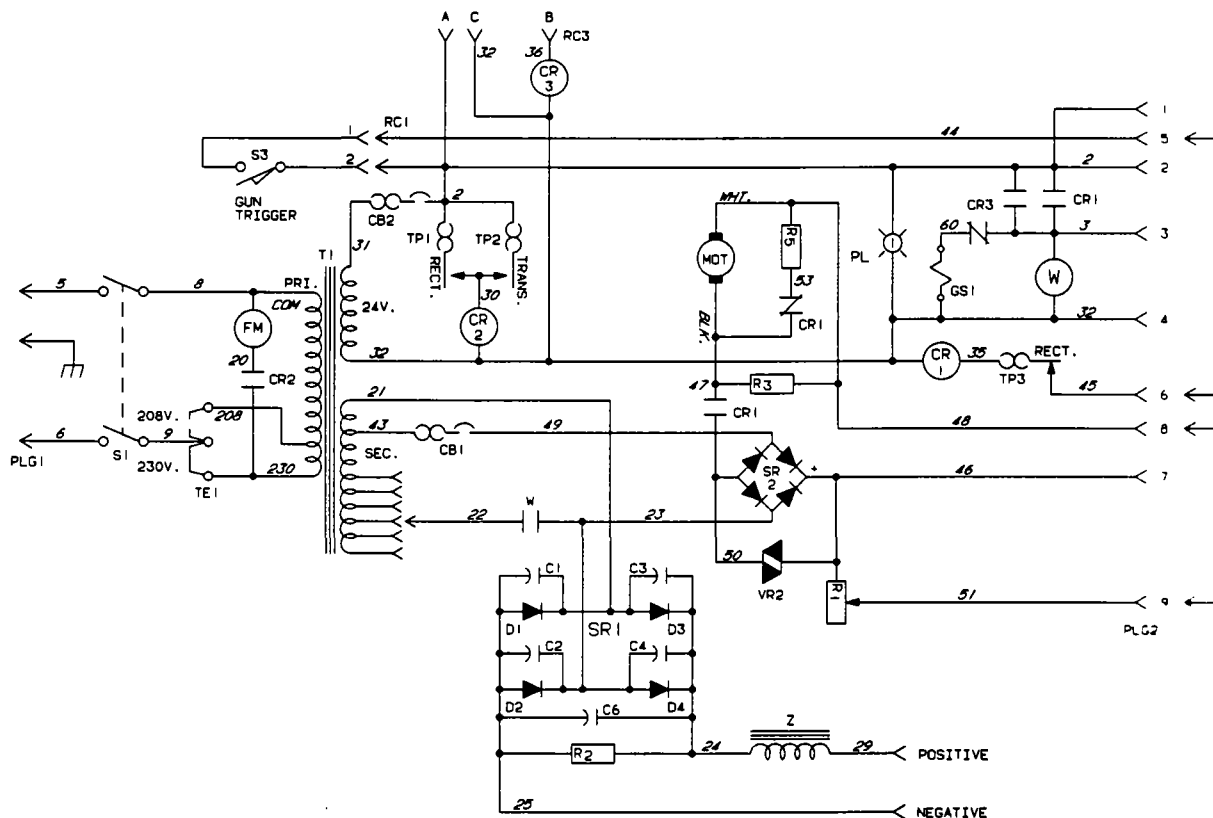 A C B
32 36 RC3
CR 3
1 RC1 44 1
5
S3 2 2 2
GUN TRIGGER
CB2 2 WHT. CR3 CR1
31 TP1 TP2 R5 60 3 3
T1 RECT. TRANS. MOT PL
5 8 PRI. COM 24V. 30 53 GS1 W
FM CR 2 BLK. CR1 32 4
20 32 CR 1 35 RECT.
CR2 47 R3 TP3 45 6
208V. 208 21 CR1
6 9 43 49 48 8
PLG1 S1 230V. 230 SEC. CB1 SR 2 + 46 7
TE1 W
22 23
50
C1 C3 VR2 R1 51 9
D1 SR1 D3 PLG2
C2 C4
D2 D4
C6
Z
R2 24 29 POSITIVE
25 NEGATIVE